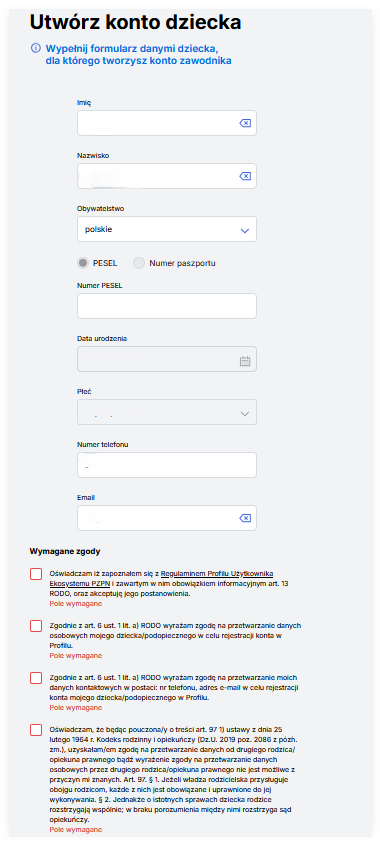 Utwórz konto dziecka
Wypełnij formularz danymi dziecka,
dla którego tworzysz konto zawodnika
Imię
Nazwisko
Obywatelstwo
polskie
PESEL Numer paszportu
Numer PESEL
Data urodzenia
Płeć
Numer telefonu
Email
Wymagane zgody
Oświadczam iż zapoznałem się z Regulaminem Profilu Użytkownika
Ekosystemu PZPN i zawartym w nim obowiązkiem informacyjnym art. 13
RODO, oraz akceptuję jego postanowienia.
Pole wymagane
Zgodnie z art. 6 ust. 1 lit. a) RODO wyrażam zgodę na przetwarzanie danych
osobowych mojego dziecka/podopiecznego w celu rejestracji konta w
Profilu.
Pole wymagane
Zgodnie z art. 6 ust. 1 lit. a) RODO wyrażam zgodę na przetwarzanie moich
danych kontaktowych w postaci: nr telefonu, adres e-mail w celu rejestracji
konta mojego dziecka/podopiecznego w Profilu.
Pole wymagane
Oświadczam, że będąc pouczona/y o treści art. 97 1) ustawy z dnia 25
lutego 1964 r. Kodeks rodzinny i opiekuńczy (Dz.U. 2019 poz. 2086 z późh.
zm.), uzyskałam/em zgodę na przetwarzanie danych od drugiego rodzica/
opiekuna prawnego bądź wyrażenie zgody na przetwarzanie danych
osobowych przez drugiego rodzica/opiekuna prawnego nie jest możliwe z
przyczyn mi znanych. Art. 97. § 1. Jeżeli władza rodzicielska przysługuje
obojgu rodzicom, każde z nich jest obowiązane i uprawnione do jej
wykonywania. § 2. Jednakże o istotnych sprawach dziecka rodzice
rozstrzygają wspólnie; w braku porozumienia między nimi rozstrzyga sąd
opiekuńczy.
Pole wymagane